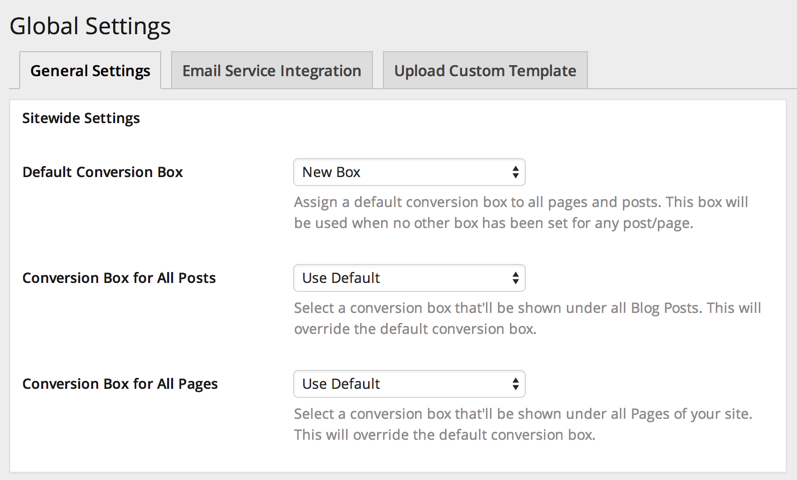 Global Settings
General Settings
Email Service Integration
Upload Custom Template
Sitewide Settings
Default Conversion Box
New Box
Assign a default conversion box to all pages and posts. This box will
be used when no other box has been set for any post/page.
Conversion Box for All Posts
Use Default
Select a conversion box that'll be shown under all Blog Posts. This will
override the default conversion box.
Conversion Box for All Pages
Use Default
Select a conversion box that'll be shown under all Pages of your site.
This will override the default conversion box.